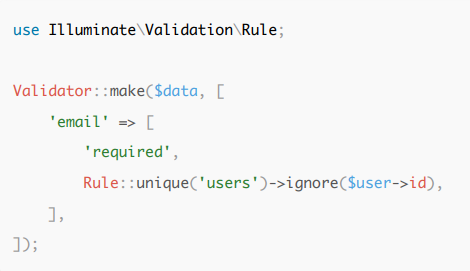 use Illuminate\Validation\Rule;
Validator::make($data, [
'email' => [
'required',
Rule::unique('users')->ignore($user->id),
],
]);